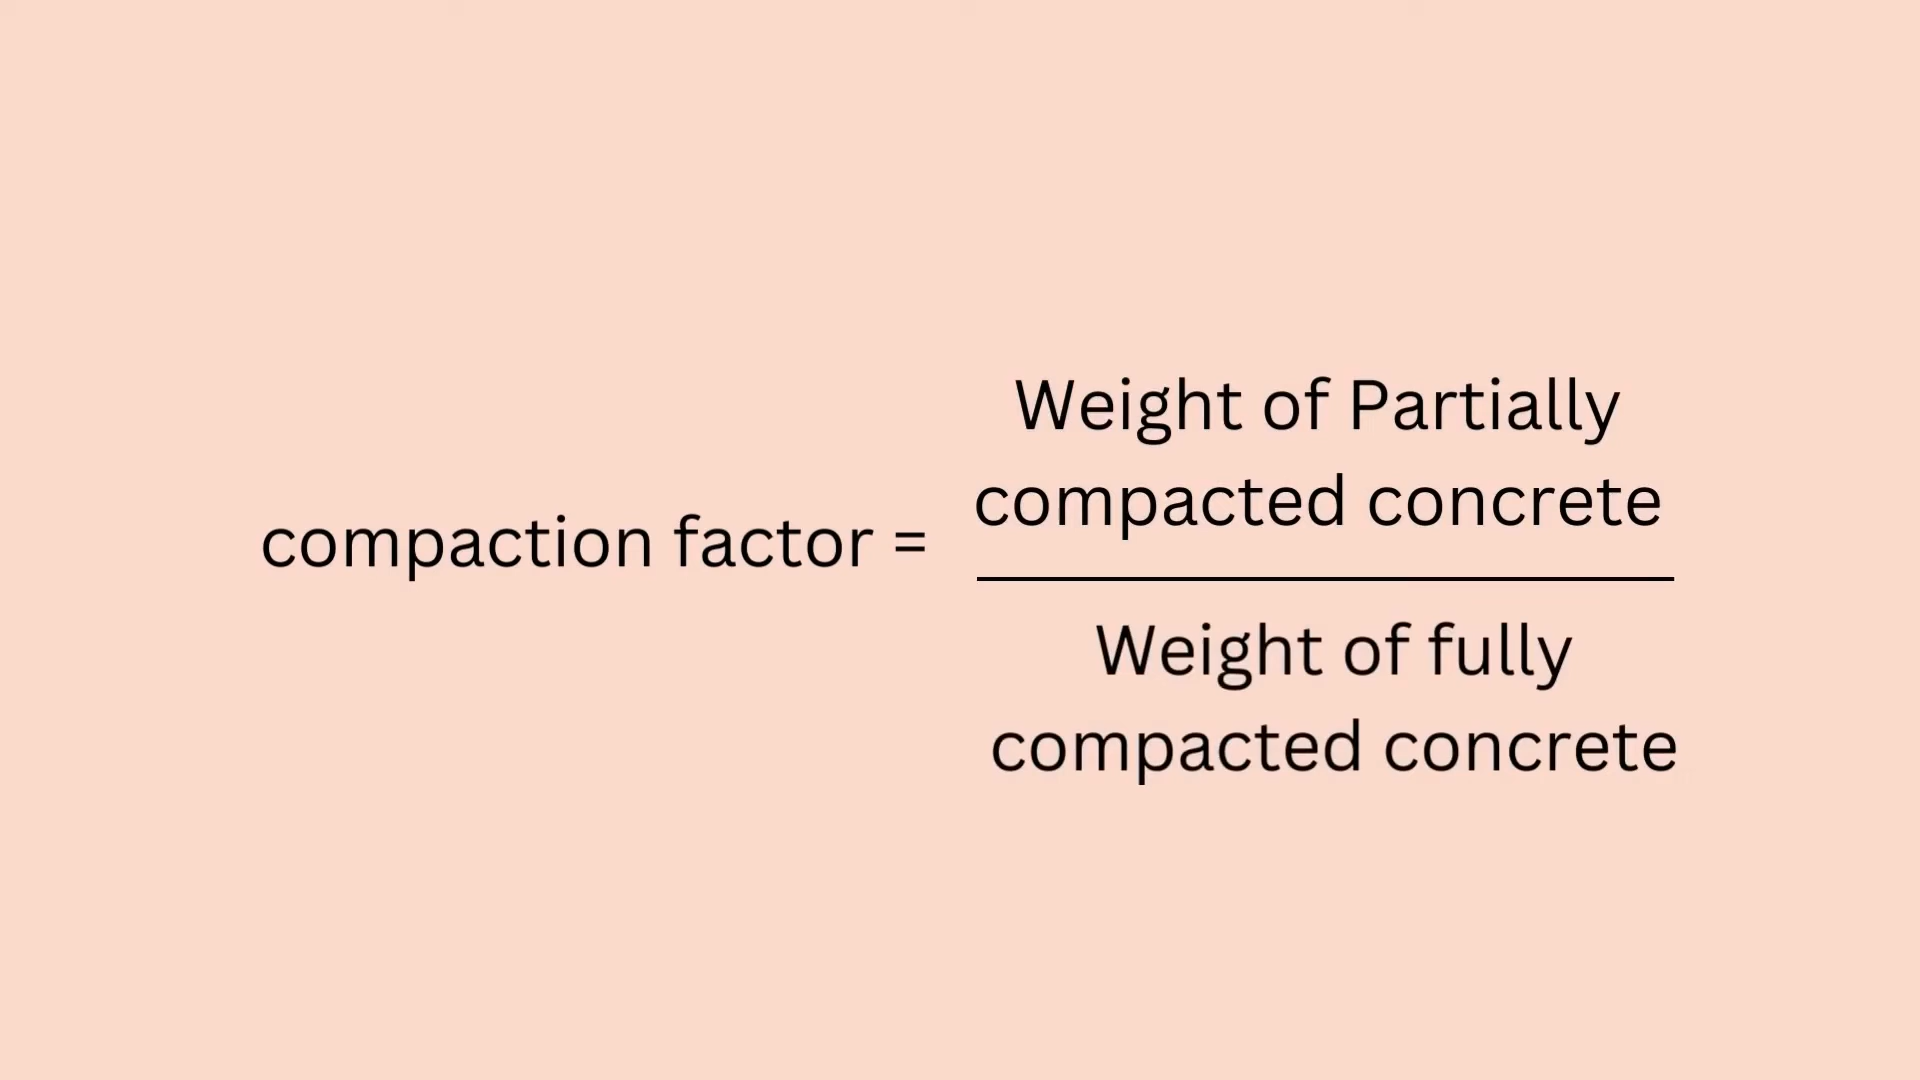 compaction factor =
Weight of Partially
compacted concrete
Weight of fully
compacted concrete